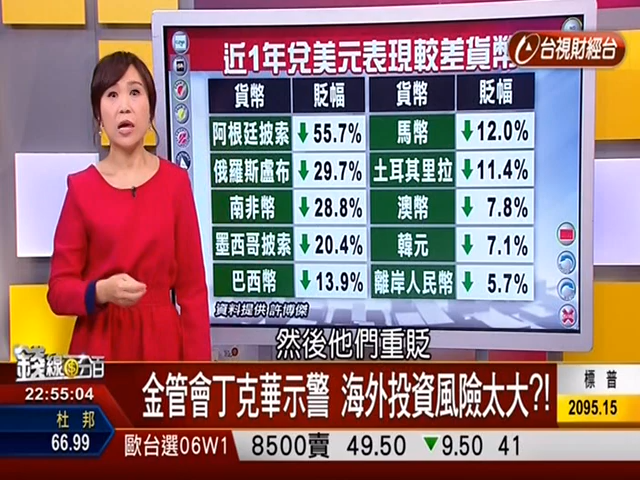 近1年兌美元表現較差貨幣
台視財經台
貨幣 貶幅 貨幣 貶幅
阿根廷披索 55.7% 馬幣 12.0%
俄羅斯盧布 29.7% 土耳其里拉 11.4%
南非幣 28.8% 澳幣 7.8%
墨西哥披索 20.4% 韓元 7.1%
巴西幣 13.9% 離岸人民幣 5.7%
資料提供 許博傑
然後他們重貶
錢線百分百
22:55:04
金管會丁克華示警 海外投資風險太大?!
標普
2095.15
杜邦
66.99
歐台選06W1 8500賣 49.50 9.50 41